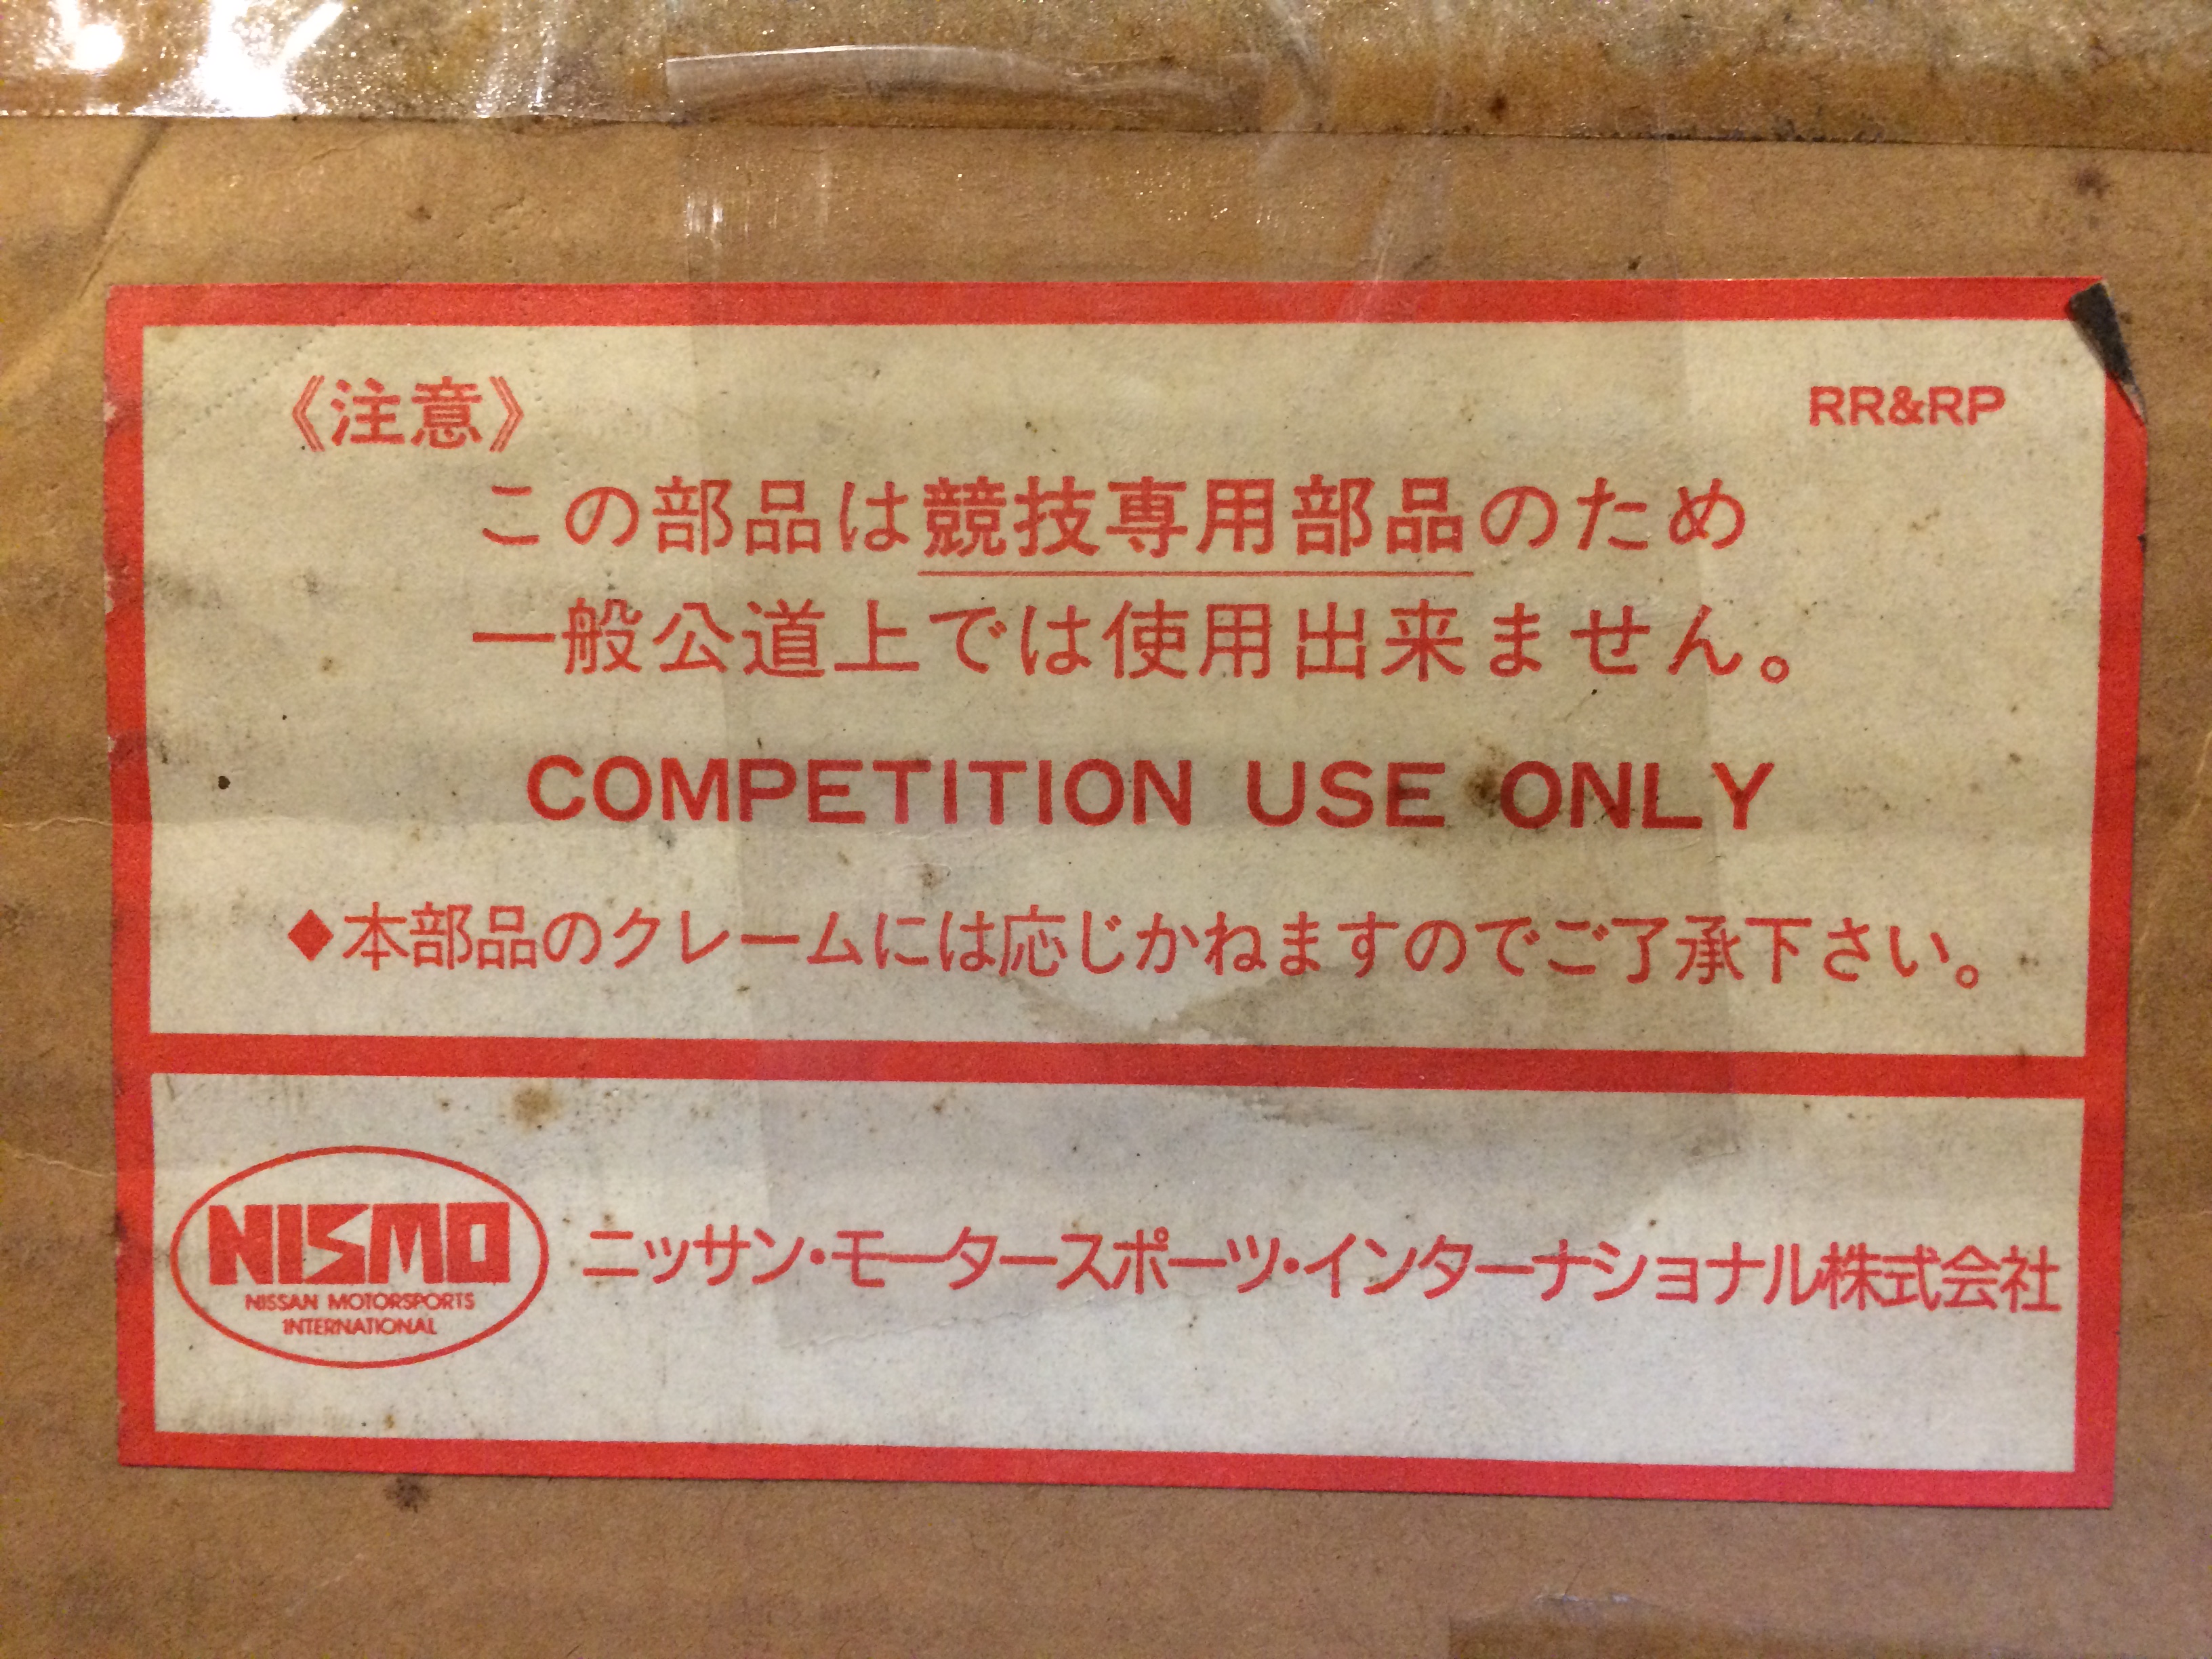 《注意》
RR&RP
この部品は競技専用部品のため
一般公道上では使用出来ません。
COMPETITION USE ONLY
◆本部品のクレームには応じかねますのでご了承下さい。
NISMO
NISSAN MOTORSPORTS
INTERNATIONAL
ニッサン・モータースポーツ・インターナショナル株式会社